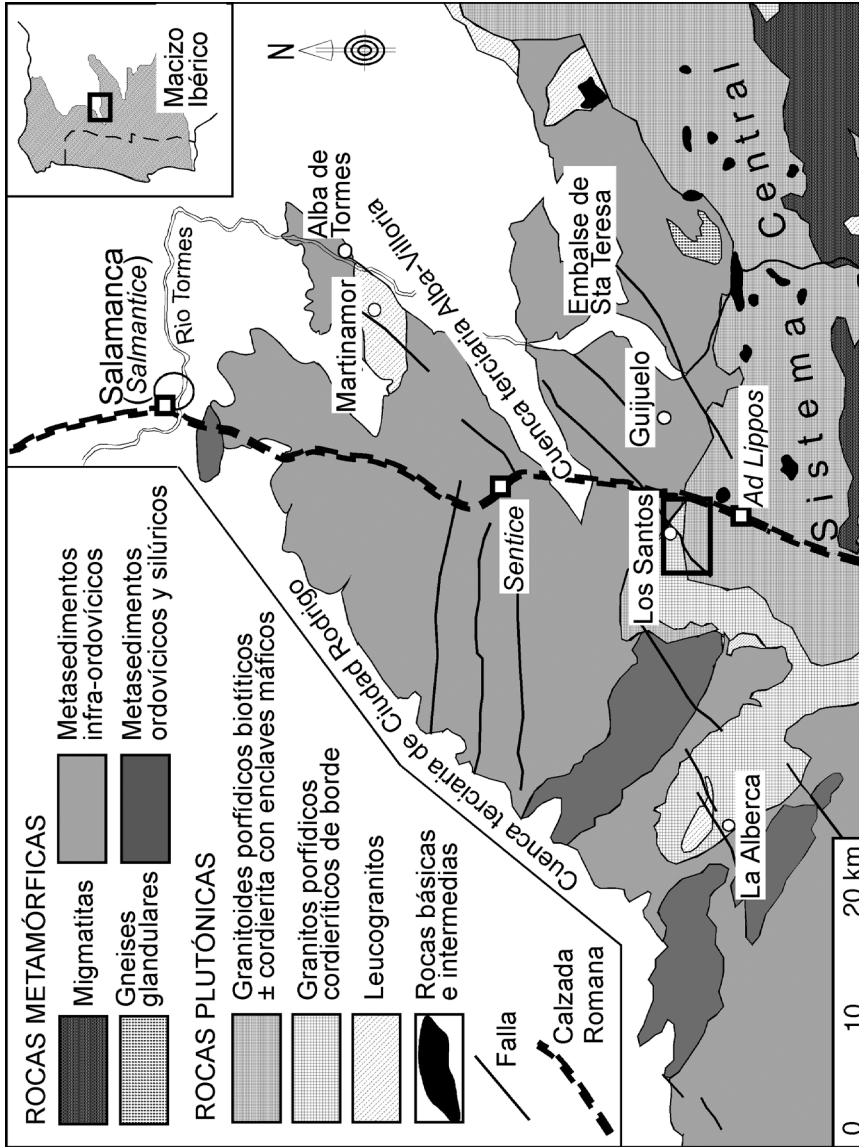 ROCAS METAMÓRFICAS
Migmatitas
Gneises
glandulares
Metasedimentos
infra-ordovícicos
Metasedimentos
ordovícicos y silúricos
ROCAS PLUTÓNICAS
Granitoides porfídicos biotíticos
± cordierita con enclaves máficos
Granitos porfídicos
cordieríticos de borde
Leucogranitos
Rocas básicas
e intermedias
Falla
Calzada
Romana
Salamanca
(Salmantice)
Rio Tormes
Macizo
Ibérico
N
Alba de
Tormes
Martinamor
Cuenca terciaria Alba-Villoria
Cuenca terciaria de Ciudad Rodrigo
Sentice
Embalse de
Sta Teresa
Guijuelo
Los Santos
Ad Lippos
La Alberca
Sistema Central
0 10 20 km